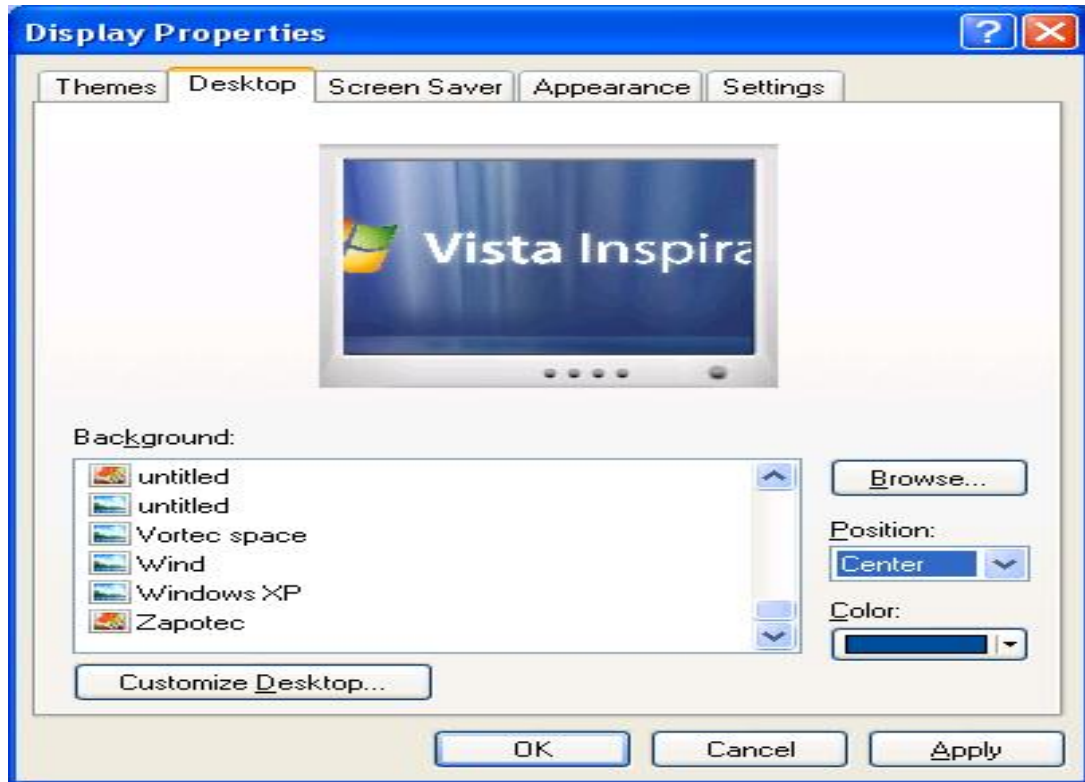 Display Properties
Themes Desktop Screen Saver Appearance Settings
Vista
Background:
untitled
untitled
Vortec space
Wind
Windows XP
Zapotec
Browse...
Position:
Center
Color:
Customize Desktop...
OK Cancel Apply